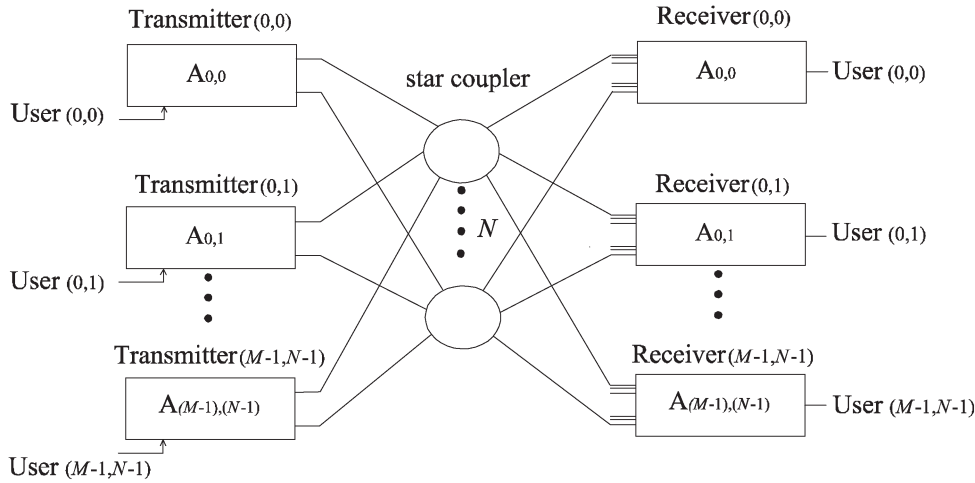 Transmitter(0,0)
A0,0
User (0,0)
Transmitter(0,1)
A0,1
User (0,1)
Transmitter(M-1,N-1)
A(M-1),(N-1)
User (M-1,N-1)
star coupler
N
Receiver(0,0)
A0,0
User (0,0)
Receiver(0,1)
A0,1
User (0,1)
Receiver(M-1,N-1)
A(M-1),(N-1)
User (M-1,N-1)